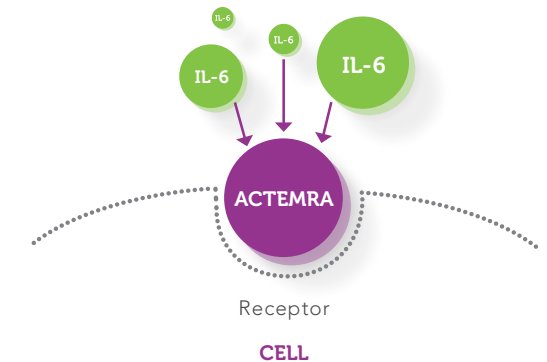 IL-6
IL-6
IL-6
IL-6
ACTEMRA
Receptor
CELL